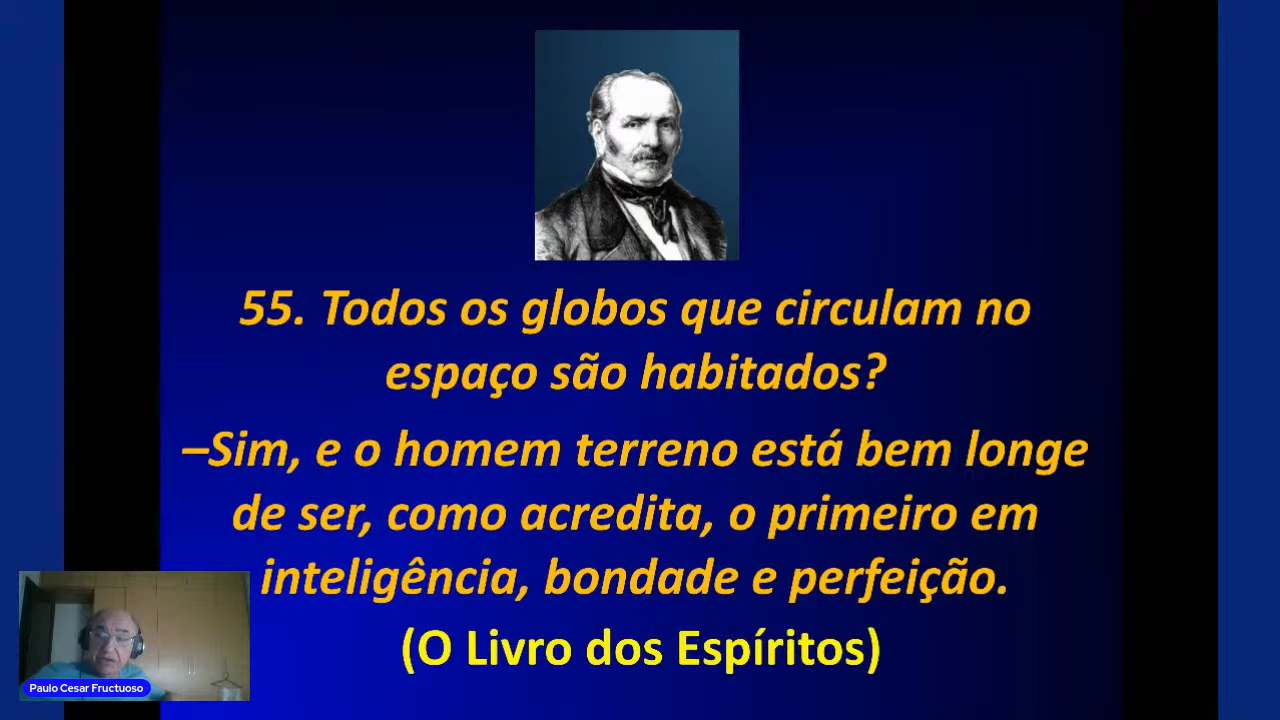 55. Todos os globos que circulam no
espaço são habitados?
–Sim, e o homem terreno está bem longe
de ser, como acredita, o primeiro em
inteligência, bondade e perfeição.
(O Livro dos Espíritos)
Paulo Cesar Fructuoso